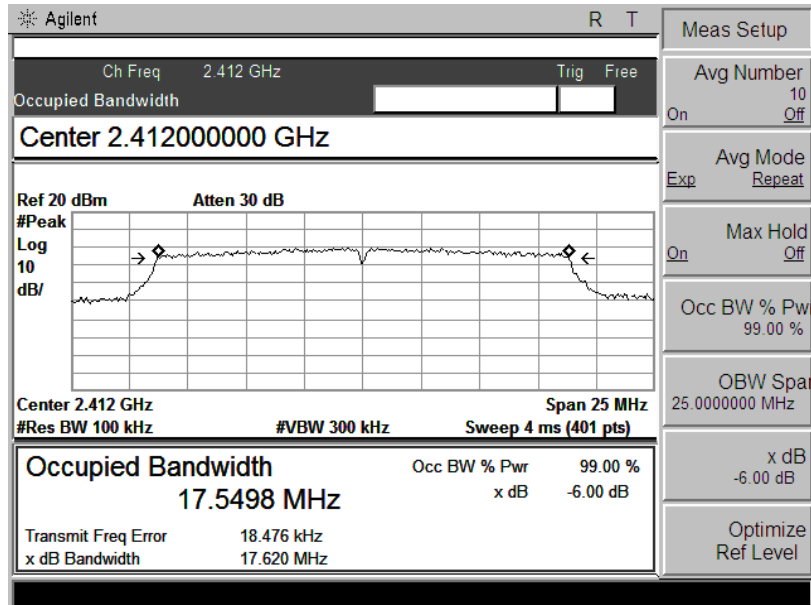 Agilent R T
Ch Freq 2.412 GHz Trig Free
Occupied Bandwidth
Center 2.412000000 GHz
Ref 20 dBm Atten 30 dB
#Peak
Log
10
dB/
Center 2.412 GHz Span 25 MHz
#Res BW 100 kHz #VBW 300 kHz Sweep 4 ms (401 pts)
Occupied Bandwidth Occ BW % Pwr 99.00 %
17.5498 MHz x dB -6.00 dB
Transmit Freq Error 18.476 kHz
x dB Bandwidth 17.620 MHz
Meas Setup
Avg Number
10
On Off
Avg Mode
Exp Repeat
Max Hold
On Off
Occ BW % Pwr
99.00 %
OBW Span
25.0000000 MHz
x dB
-6.00 dB
Optimize
Ref Level